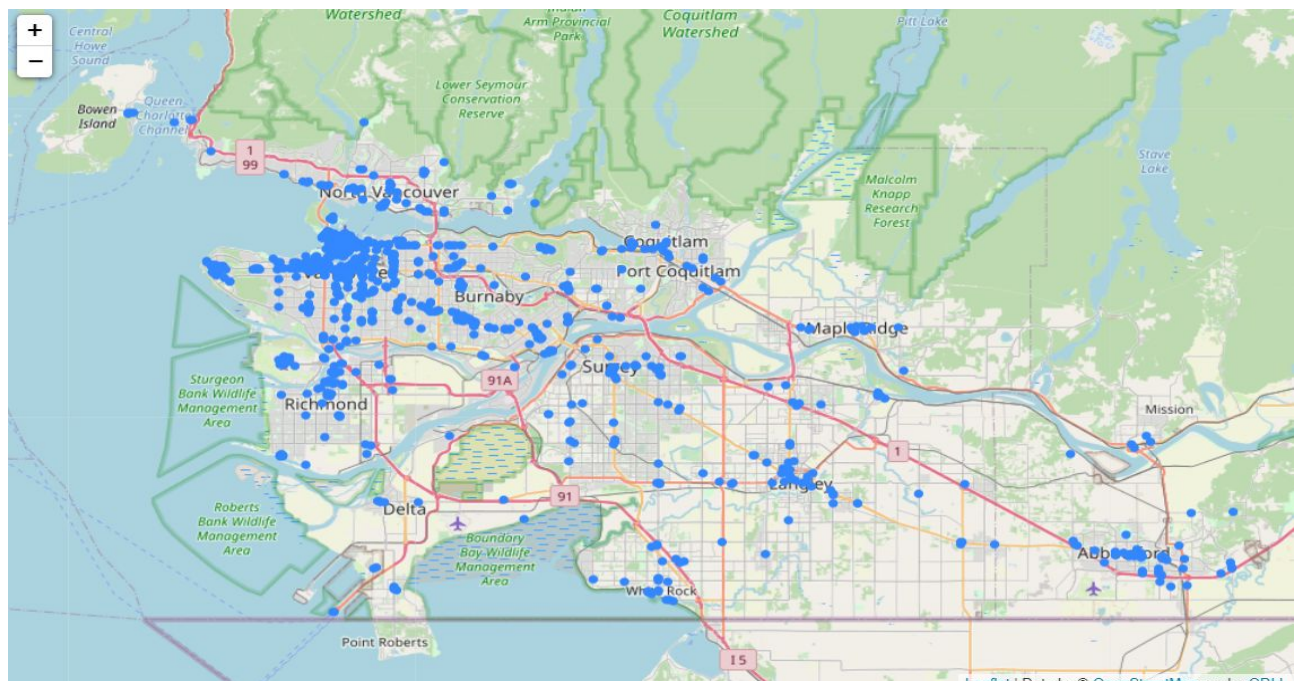 +
−
Central
Howe
Sound
Watershed
Arm Provincial
Park
Coquitlam
Watershed
Pitt Lake
Bowen
Island
Queen
Charlotte
Channel
Lower Seymour
Conservation
Reserve
Stave
Lake
1
99
Malcolm
Knapp
Research
Forest
North Vancouver
Coquitlam
Port Coquitlam
Burnaby
Maple Ridge
Surrey
91A
Sturgeon
Bank Wildlife
Management
Area
Richmond
Mission
1
Langley
91
Roberts
Bank Wildlife
Management
Area
Delta
Boundary
Bay Wildlife
Management
Area
Abbotsford
White Rock
Point Roberts
I 5